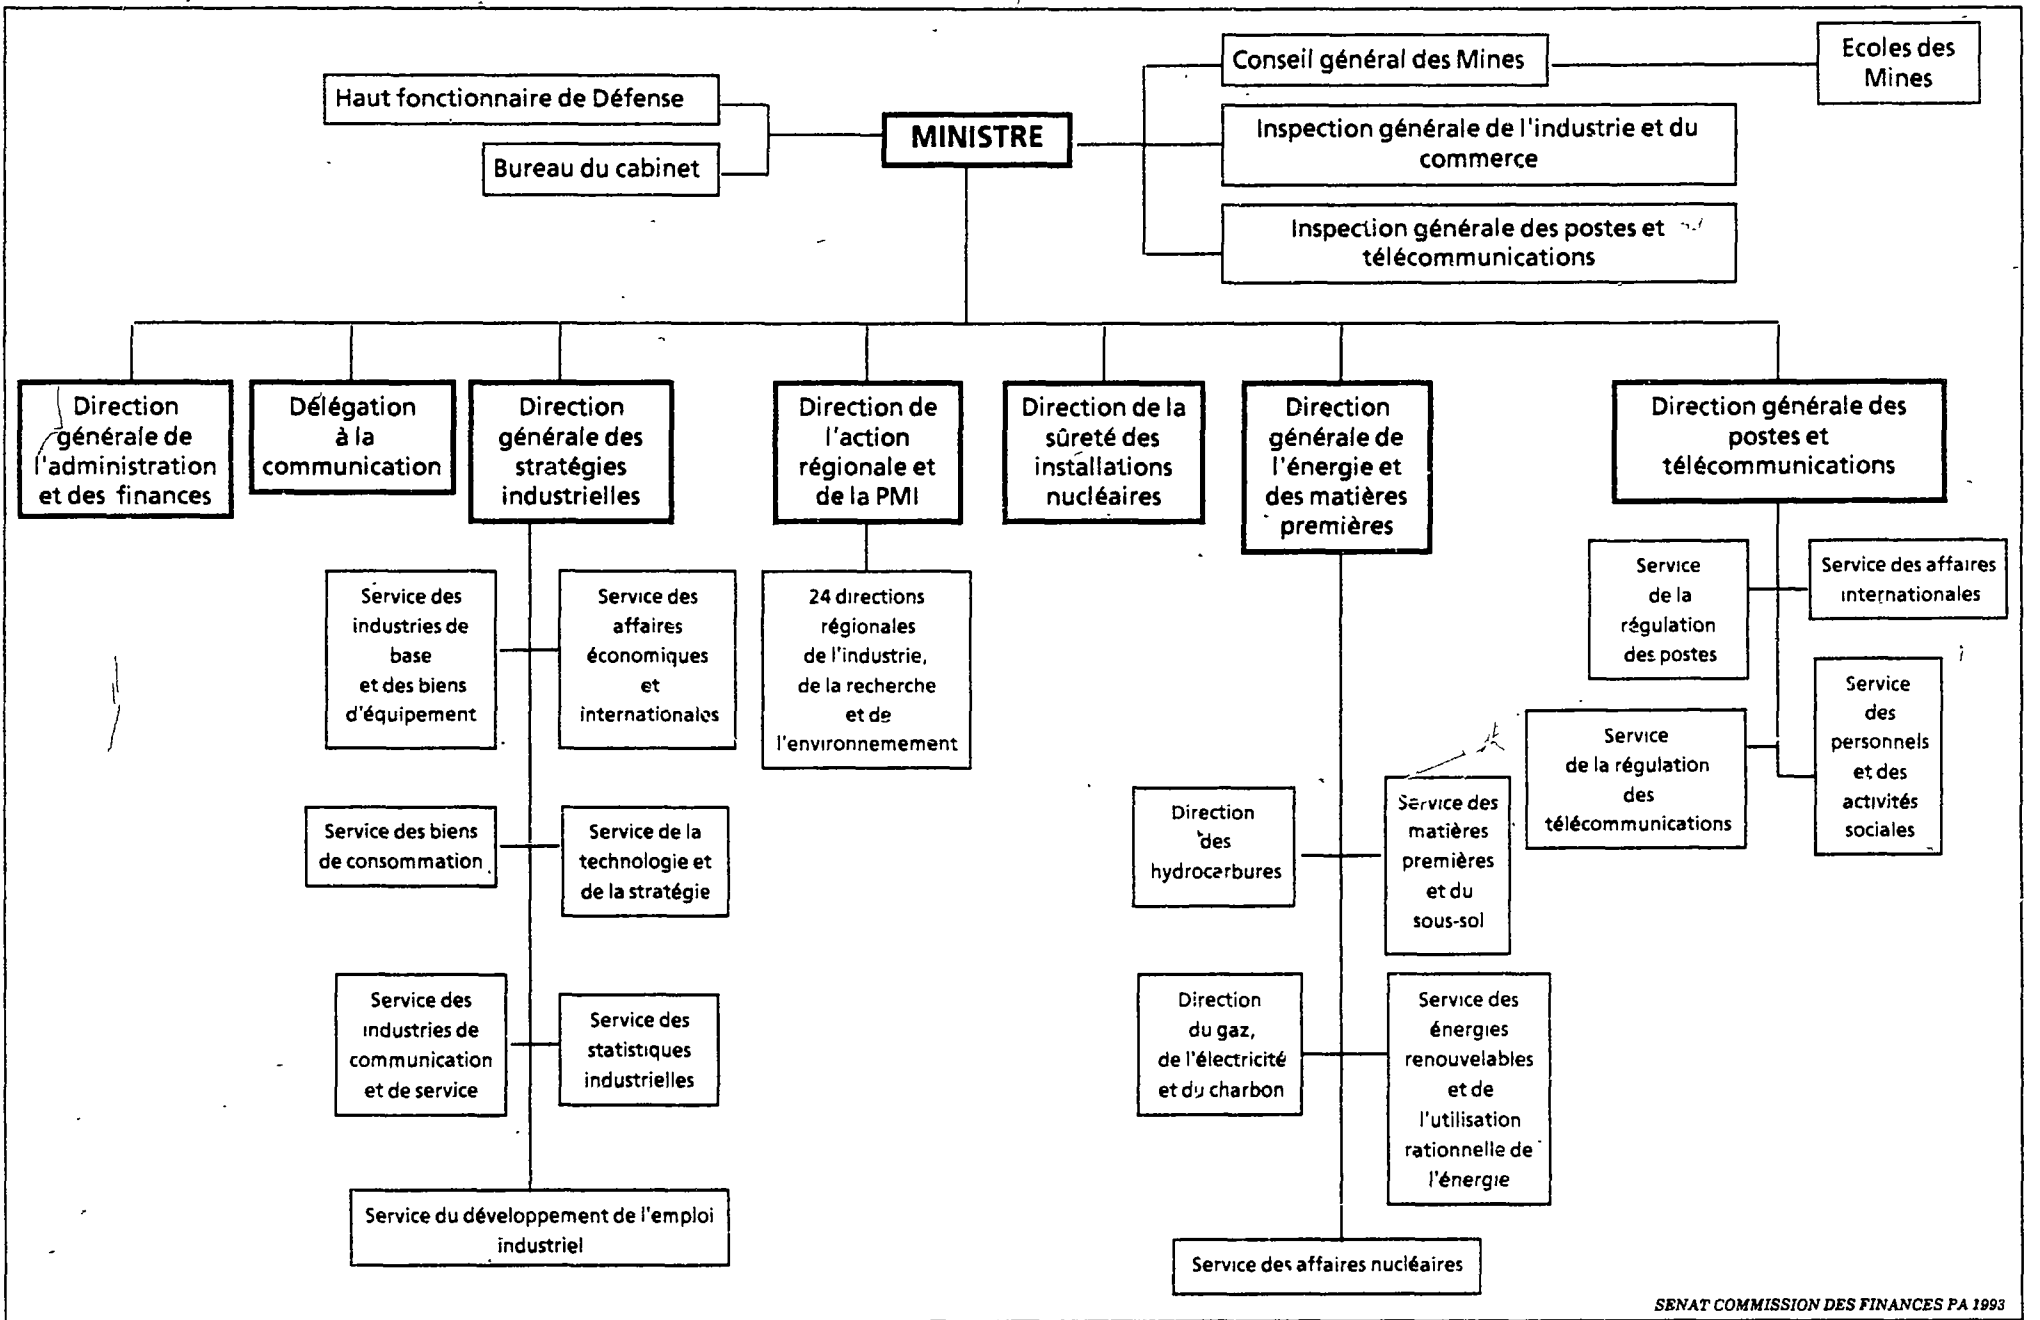 Haut fonctionnaire de Défense
Bureau du cabinet
MINISTRE
Conseil général des Mines
Ecoles des
Mines
Inspection générale de l'industrie et du
commerce
Inspection générale des postes et
télécommunications
Direction
générale de
l'administration
et des finances
Délégation
à la
communication
Direction
générale des
stratégies
industrielles
Direction de
l'action
régionale et
de la PMI
Direction de la
sûreté des
installations
nucléaires
Direction
générale de
l'énergie et
des matières
premières
Direction générale des
postes et
télécommunications
Service des
industries de
base
et des biens
d'équipement
Service des
affaires
économiques
et
internationales
Service des biens
de consommation
Service de la
technologie et
de la stratégie
Service des
industries de
communication
et de service
Service des
statistiques
industrielles
Service du développement de l'emploi
industriel
24 directions
régionales
de l'industrie,
de la recherche
et de
l'environnemement
Direction
des
hydrocarbures
Service des
matières
premières
et du
sous-sol
Direction
du gaz,
de l'électricité
et du charbon
Service des
énergies
renouvelables
et de
l'utilisation
rationnelle de
l'énergie
Service des affaires nucléaires
Service
de la
régulation
des postes
Service des affaires
internationales
Service
de la régulation
des
télécommunications
Service
des
personnels
et des
activités
sociales
SENAT COMMISSION DES FINANCES PA 1993